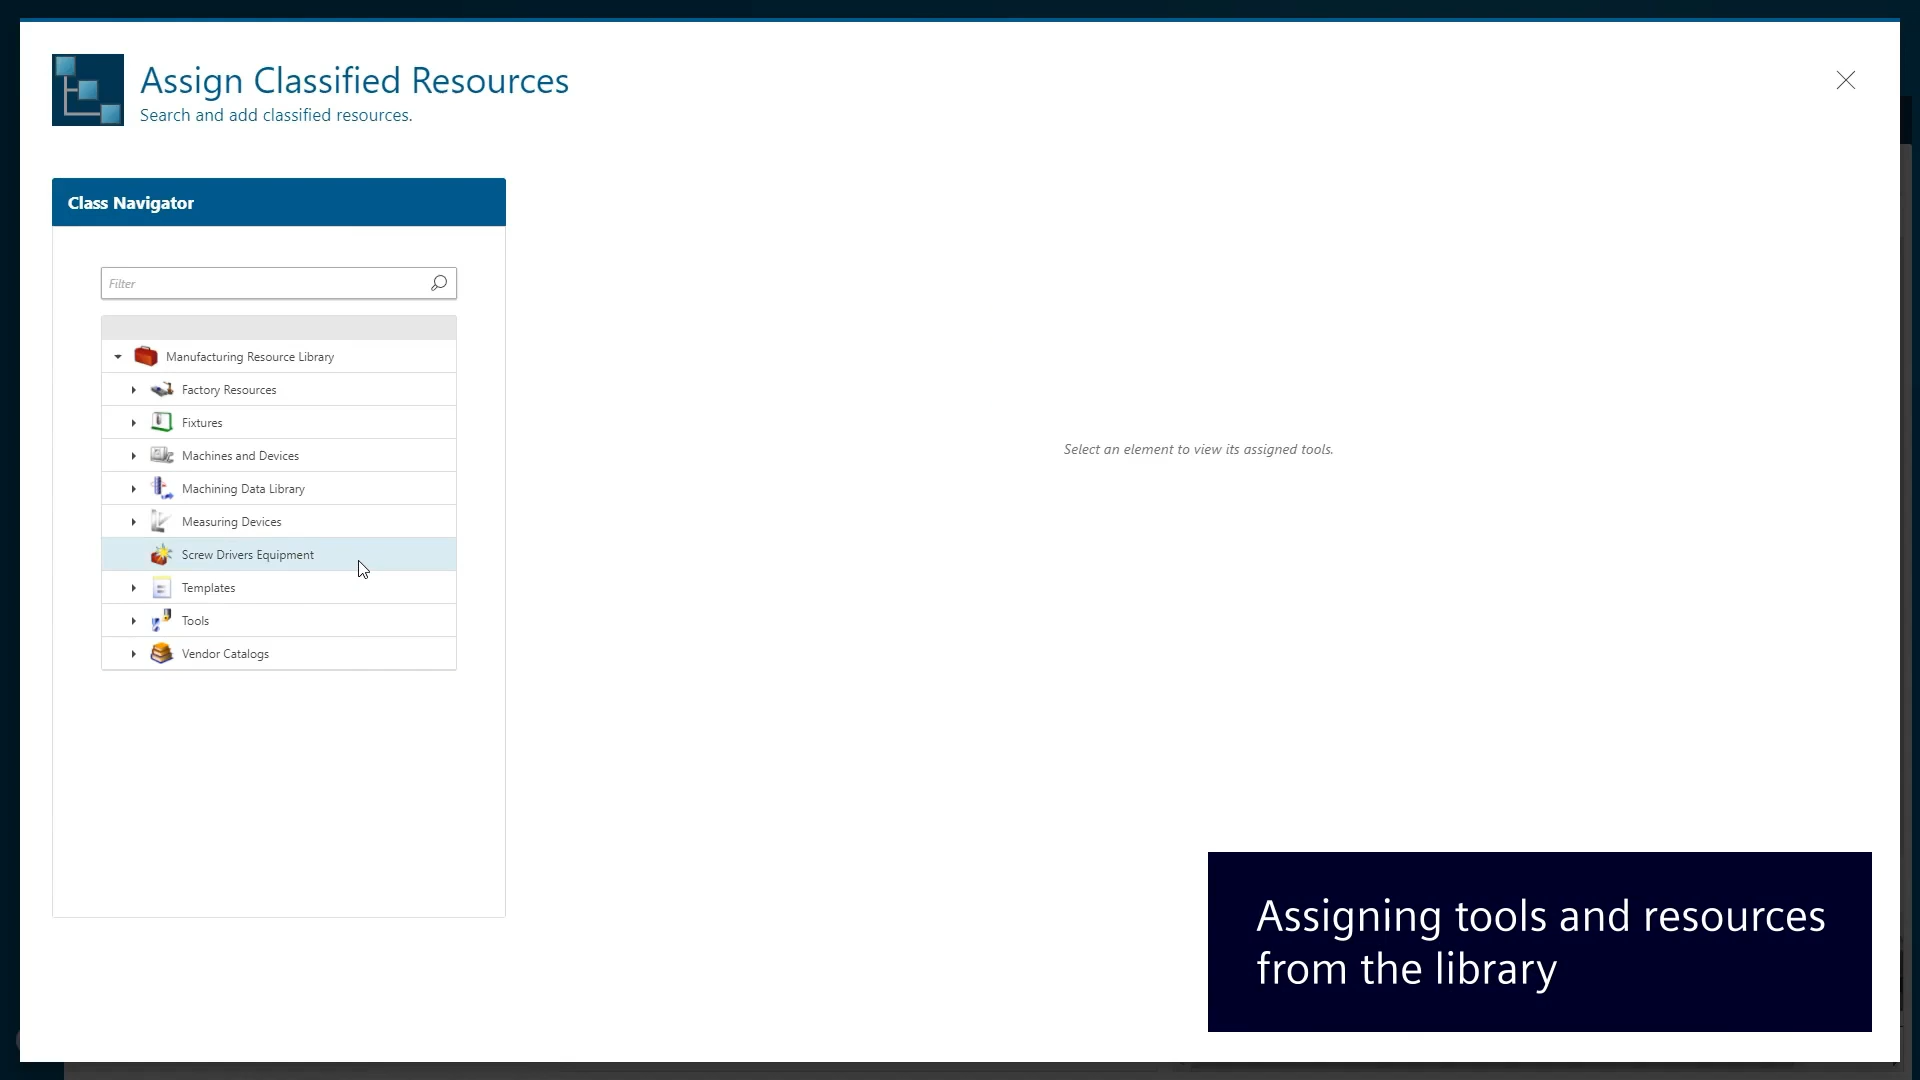 Assign Classified Resources
Search and add classified resources.
Class Navigator
Filter
Manufacturing Resource Library
Factory Resources
Fixtures
Machines and Devices
Machining Data Library
Measuring Devices
Screw Drivers Equipment
Templates
Tools
Vendor Catalogs
Select an element to view its assigned tools.
Assigning tools and resources
from the library